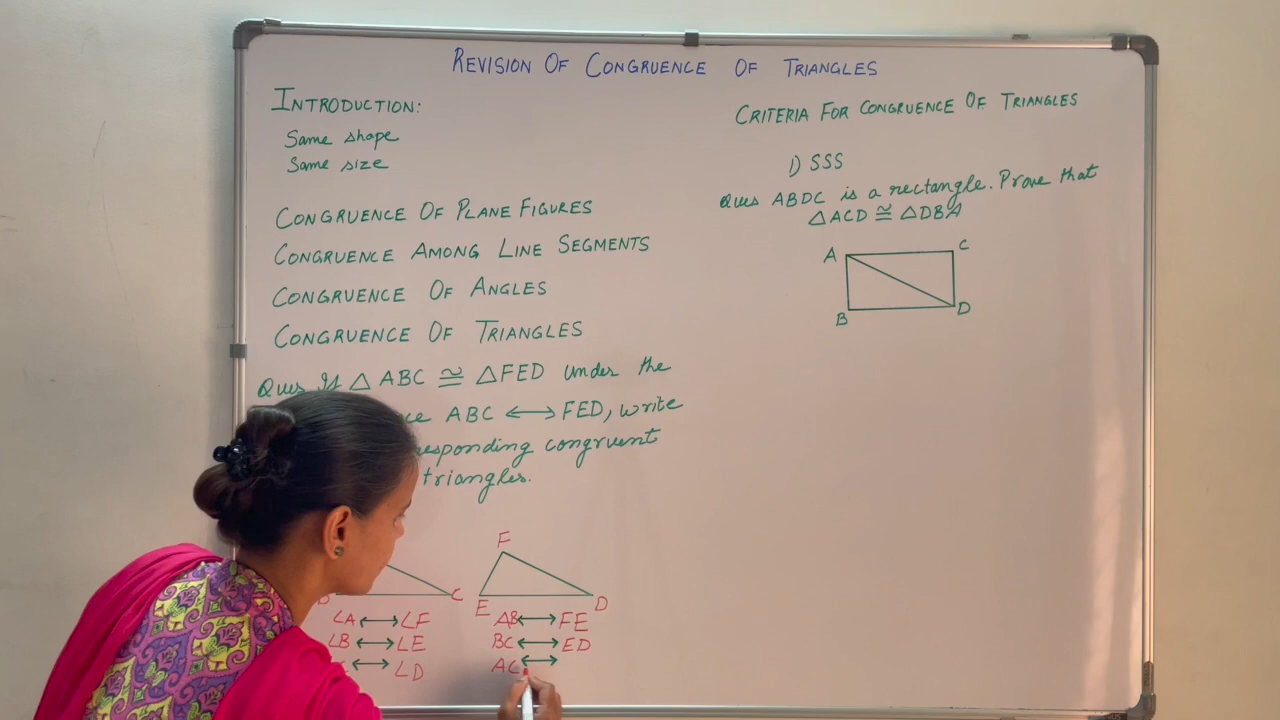 REVISION OF CONGRUENCE OF TRIANGLES
INTRODUCTION:
Same shape
Same size
CONGRUENCE OF PLANE FIGURES
CONGRUENCE AMONG LINE SEGMENTS
CONGRUENCE OF ANGLES
CONGRUENCE OF TRIANGLES
Ques If △ ABC ≅ △FED under the
ABC ⟷ FED, write
congruent
triangles.
F
C
E
D
∠A ⟷ ∠F
∠B ⟷ ∠E
⟷ ∠D
AB ⟷ FE
BC ⟷ ED
AC ⟷
CRITERIA FOR CONGRUENCE OF TRIANGLES
1) SSS
Ques ABDC is a rectangle. Prove that
△ACD ≅ △DBA
A
C
B
D